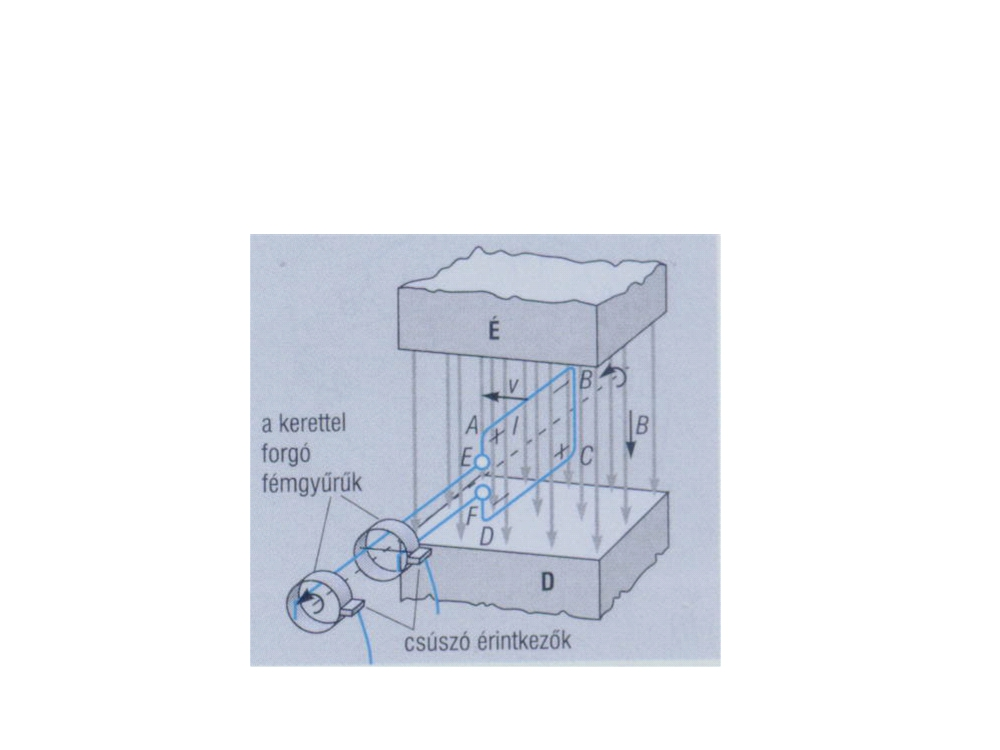 É
B
v
A
l
E
C
B
F
D
D
a kerettel
forgó
fémgyűrűk
csúszó érintkezők